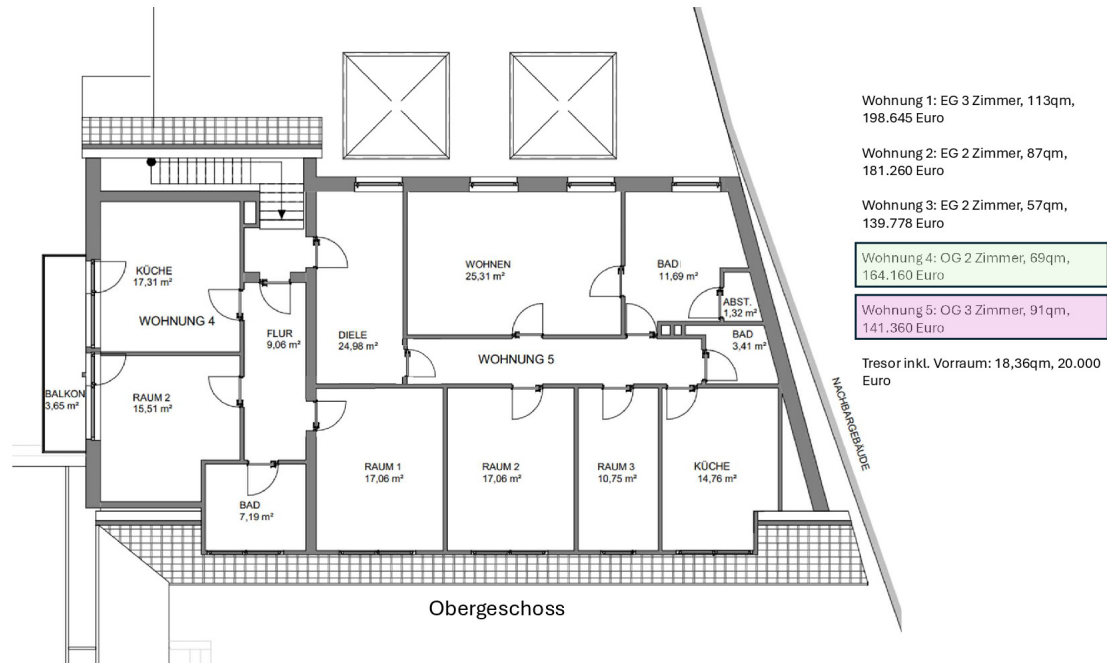 KÜCHE
17,31 m²
WOHNUNG 4
BALKON
3,65 m²
RAUM 2
15,51 m²
BAD
7,19 m²
FLUR
9,06 m²
DIELE
24,98 m²
WOHNEN
25,31 m²
BAD
11,69 m²
ABST.
1,32 m²
BAD
3,41 m²
WOHNUNG 5
RAUM 1
17,06 m²
RAUM 2
17,06 m²
RAUM 3
10,75 m²
KÜCHE
14,76 m²
NACHBARGEBÄUDE
Obergeschoss
Wohnung 1: EG 3 Zimmer, 113qm,
198.645 Euro
Wohnung 2: EG 2 Zimmer, 87qm,
181.260 Euro
Wohnung 3: EG 2 Zimmer, 57qm,
139.778 Euro
Wohnung 4: OG 2 Zimmer, 69qm,
164.160 Euro
Wohnung 5: OG 3 Zimmer, 91qm,
141.360 Euro
Tresor inkl. Vorraum: 18,36qm, 20.000
Euro